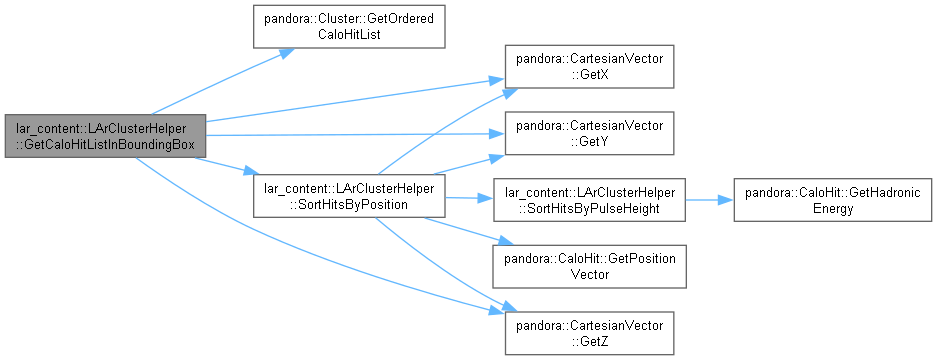 pandora::Cluster::GetOrdered
CaloHitList
pandora::CartesianVector
::GetX
lar_content::LArClusterHelper
::GetCaloHitListInBoundingBox
pandora::CartesianVector
::GetY
lar_content::LArClusterHelper
::SortHitsByPosition
lar_content::LArClusterHelper
::SortHitsByPulseHeight
pandora::CaloHit::GetHadronic
Energy
pandora::CaloHit::GetPosition
Vector
pandora::CartesianVector
::GetZ